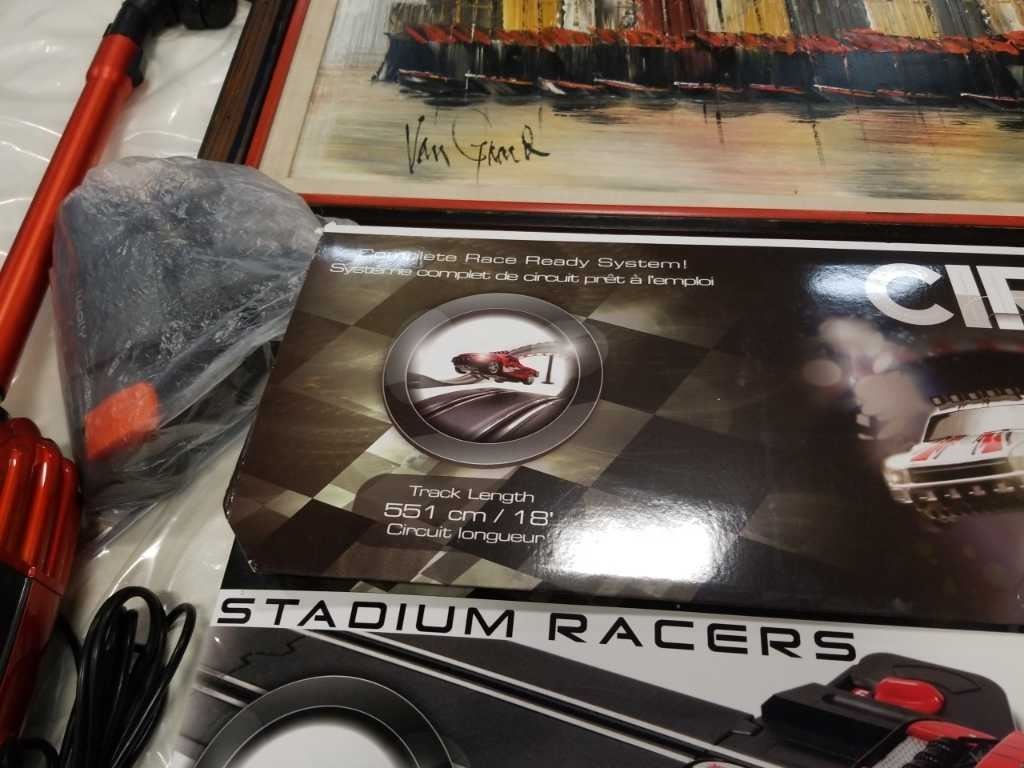 Complete Race Ready System!
Système complet de circuit prêt à l'emploi
Track Length
551 cm / 18'
Circuit longueur
STADIUM RACERS